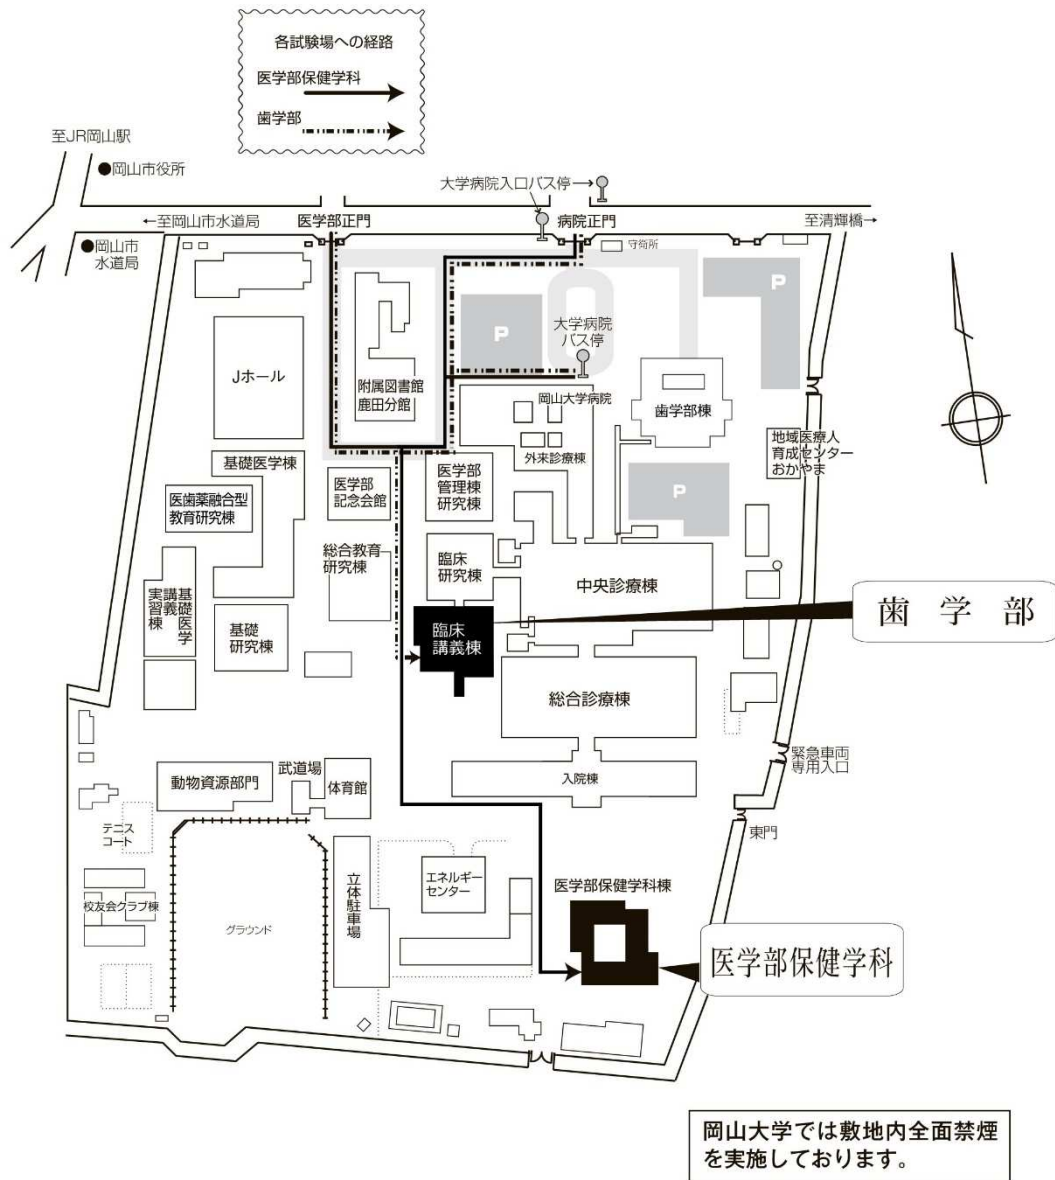 各試験場への経路
医学部保健学科
歯学部
至JR岡山駅
●岡山市役所
大学病院入口バス停→
←至岡山市水道局
医学部正門
病院正門
至清輝橋→
●岡山市
水道局
守衛所
P
P
大学病院
バス停
Jホール
附属図書館
鹿田分館
岡山大学病院
歯学部棟
外来診療棟
地域医療人
育成センター
おかやま
基礎医学棟
医学部
記念会館
医学部
管理棟
研究棟
P
医歯薬融合型
教育研究棟
総合教育
研究棟
臨床
研究棟
中央診療棟
基礎医学
講義
実習棟
基礎
研究棟
臨床
講義棟
歯学部
総合診療棟
緊急車両
専用入口
入院棟
動物資源部門
武道場
体育館
テニス
コート
東門
立体駐車場
エネルギー
センター
医学部保健学科棟
校友会クラブ棟
グラウンド
医学部保健学科
岡山大学では敷地内全面禁煙
を実施しております。